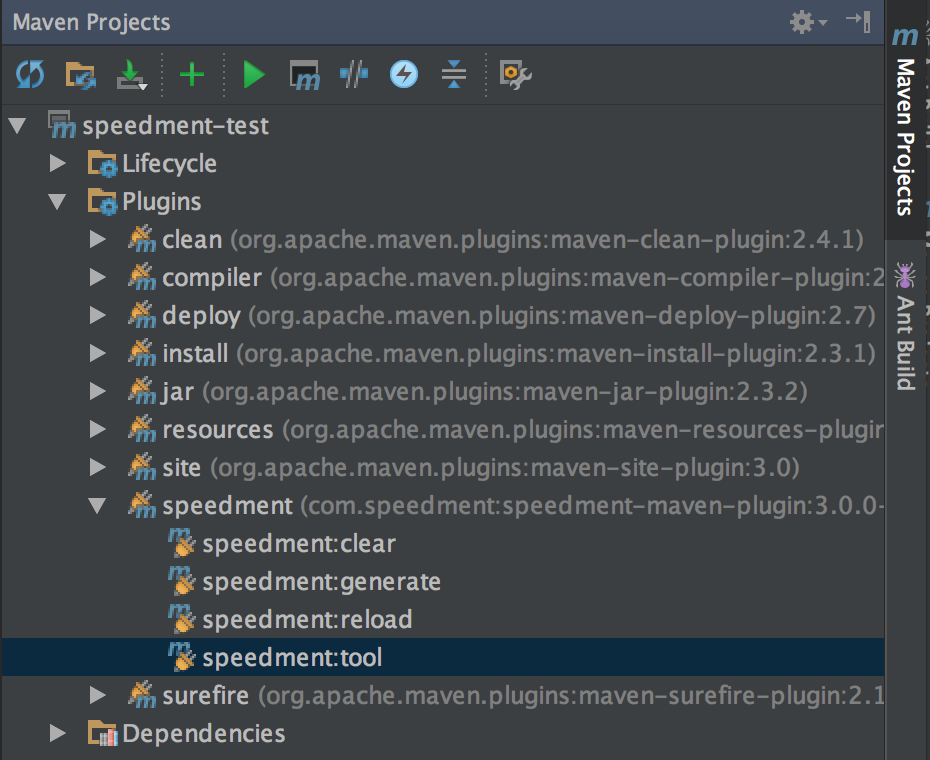 Maven Projects
speedment-test
Lifecycle
Plugins
clean (org.apache.maven.plugins:maven-clean-plugin:2.4.1)
compiler (org.apache.maven.plugins:maven-compiler-plugin:2
deploy (org.apache.maven.plugins:maven-deploy-plugin:2.7)
install (org.apache.maven.plugins:maven-install-plugin:2.3.1)
jar (org.apache.maven.plugins:maven-jar-plugin:2.3.2)
resources (org.apache.maven.plugins:maven-resources-plugin
site (org.apache.maven.plugins:maven-site-plugin:3.0)
speedment (com.speedment:speedment-maven-plugin:3.0.0-
speedment:clear
speedment:generate
speedment:reload
speedment:tool
surefire (org.apache.maven.plugins:maven-surefire-plugin:2.1
Dependencies
Maven Projects
Ant Build